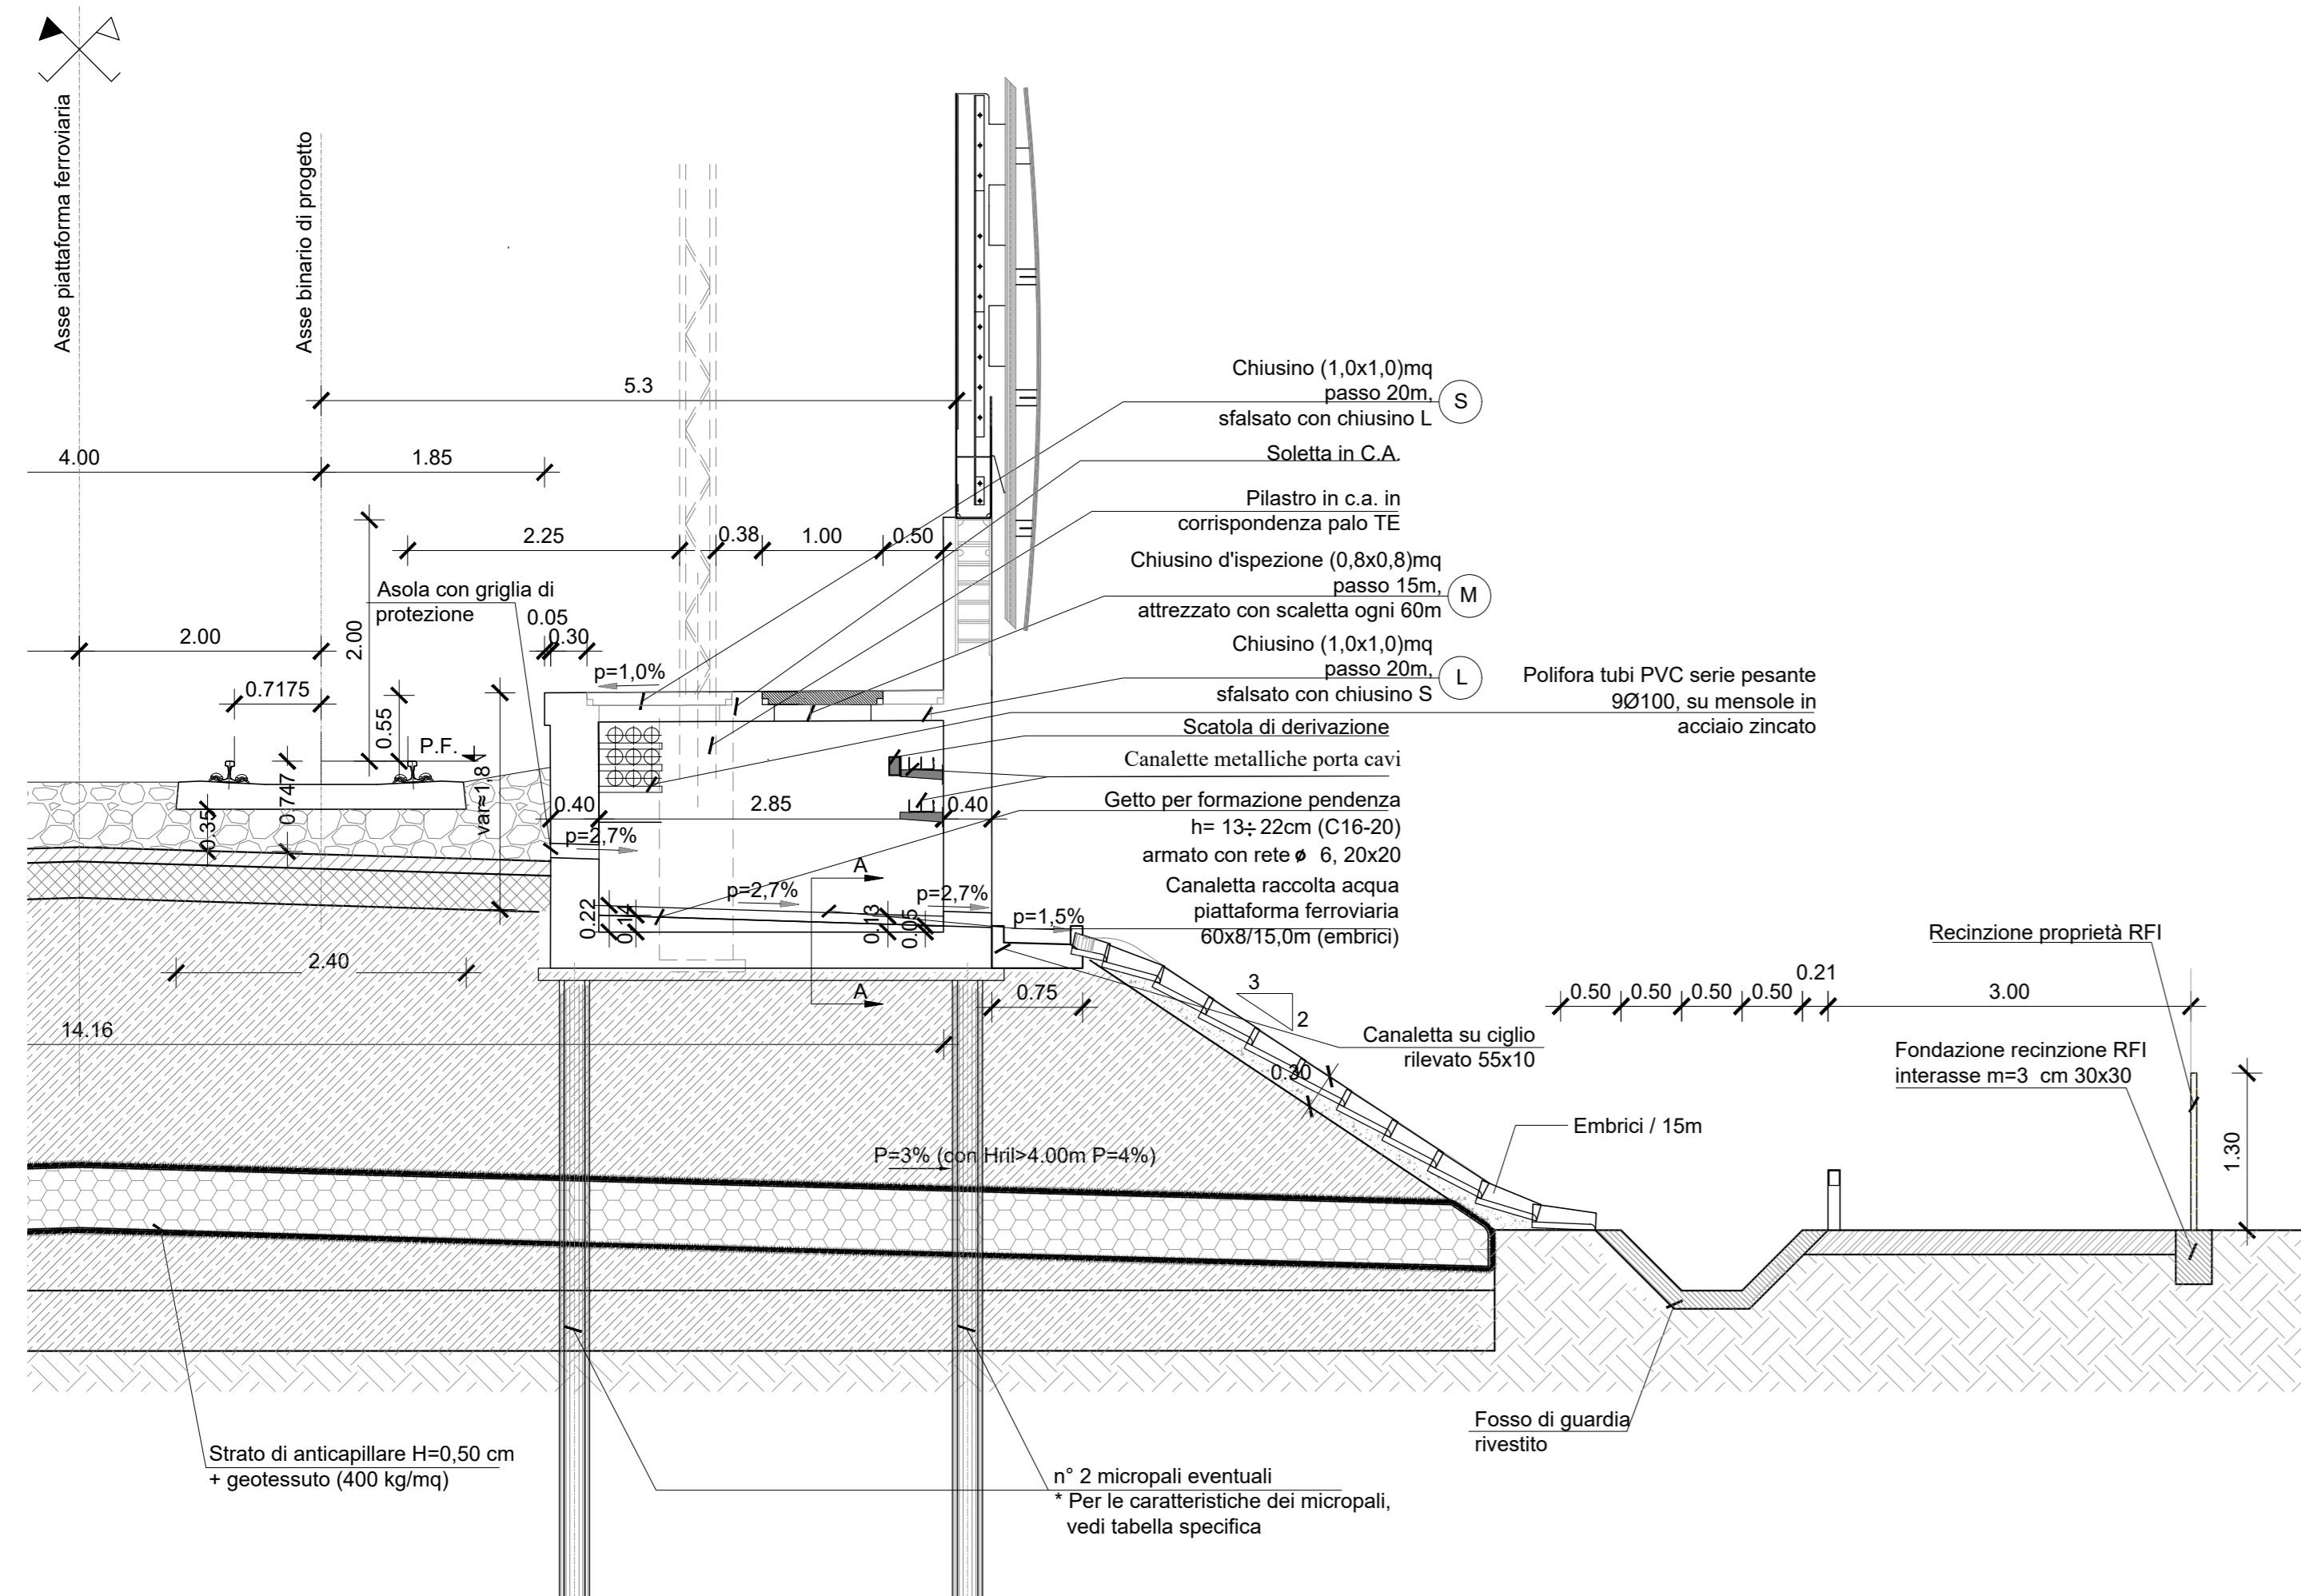 Asse piattaforma ferroviaria
Asse binario di progetto
5.3
4.00
1.85
2.25
0.38
1.00
0.50
2.00
Asola con griglia di
protezione
0.05
0.30
2.00
0.7175
0.55
P.F.
0.747
0.35
var≈1,81
p=1,0%
0.40
2.85
0.40
p=2,7%
p=2,7%
p=2,7%
p=1,5%
0.22
0.14
0.13
0.05
A
A
2.40
14.16
0.75
3
2
0.30
Chiusino (1,0x1,0)mq
passo 20m,
sfalsato con chiusino L
S
Soletta in C.A.
Pilastro in c.a. in
corrispondenza palo TE
Chiusino d'ispezione (0,8x0,8)mq
passo 15m,
attrezzato con scaletta ogni 60m
M
Chiusino (1,0x1,0)mq
passo 20m,
sfalsato con chiusino S
L
Polifora tubi PVC serie pesante
9Ø100, su mensole in
acciaio zincato
Scatola di derivazione
Canalette metalliche porta cavi
Getto per formazione pendenza
h= 13÷22cm (C16-20)
armato con rete ø 6, 20x20
Canaletta raccolta acqua
piattaforma ferroviaria
60x8/15,0m (embrici)
Canaletta su ciglio
rilevato 55x10
Embrici / 15m
0.50
0.50
0.50
0.50
0.21
3.00
Recinzione proprietà RFI
Fondazione recinzione RFI
interasse m=3 cm 30x30
1.30
P=3% (con Hril>4.00m P=4%)
Fosso di guardia
rivestito
Strato di anticapillare H=0,50 cm
+ geotessuto (400 kg/mq)
n° 2 micropali eventuali
* Per le caratteristiche dei micropali,
vedi tabella specifica